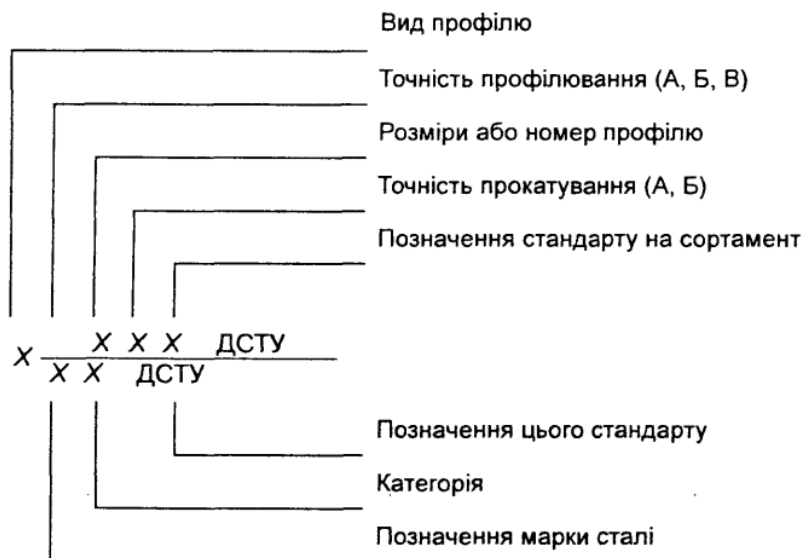 Вид профілю
Точність профілювання (А, Б, В)
Розміри або номер профілю
Точність прокатування (А, Б)
Позначення стандарту на сортамент
X X X ДСТУ
X
X X ДСТУ
Позначення цього стандарту
Категорія
Позначення марки сталі